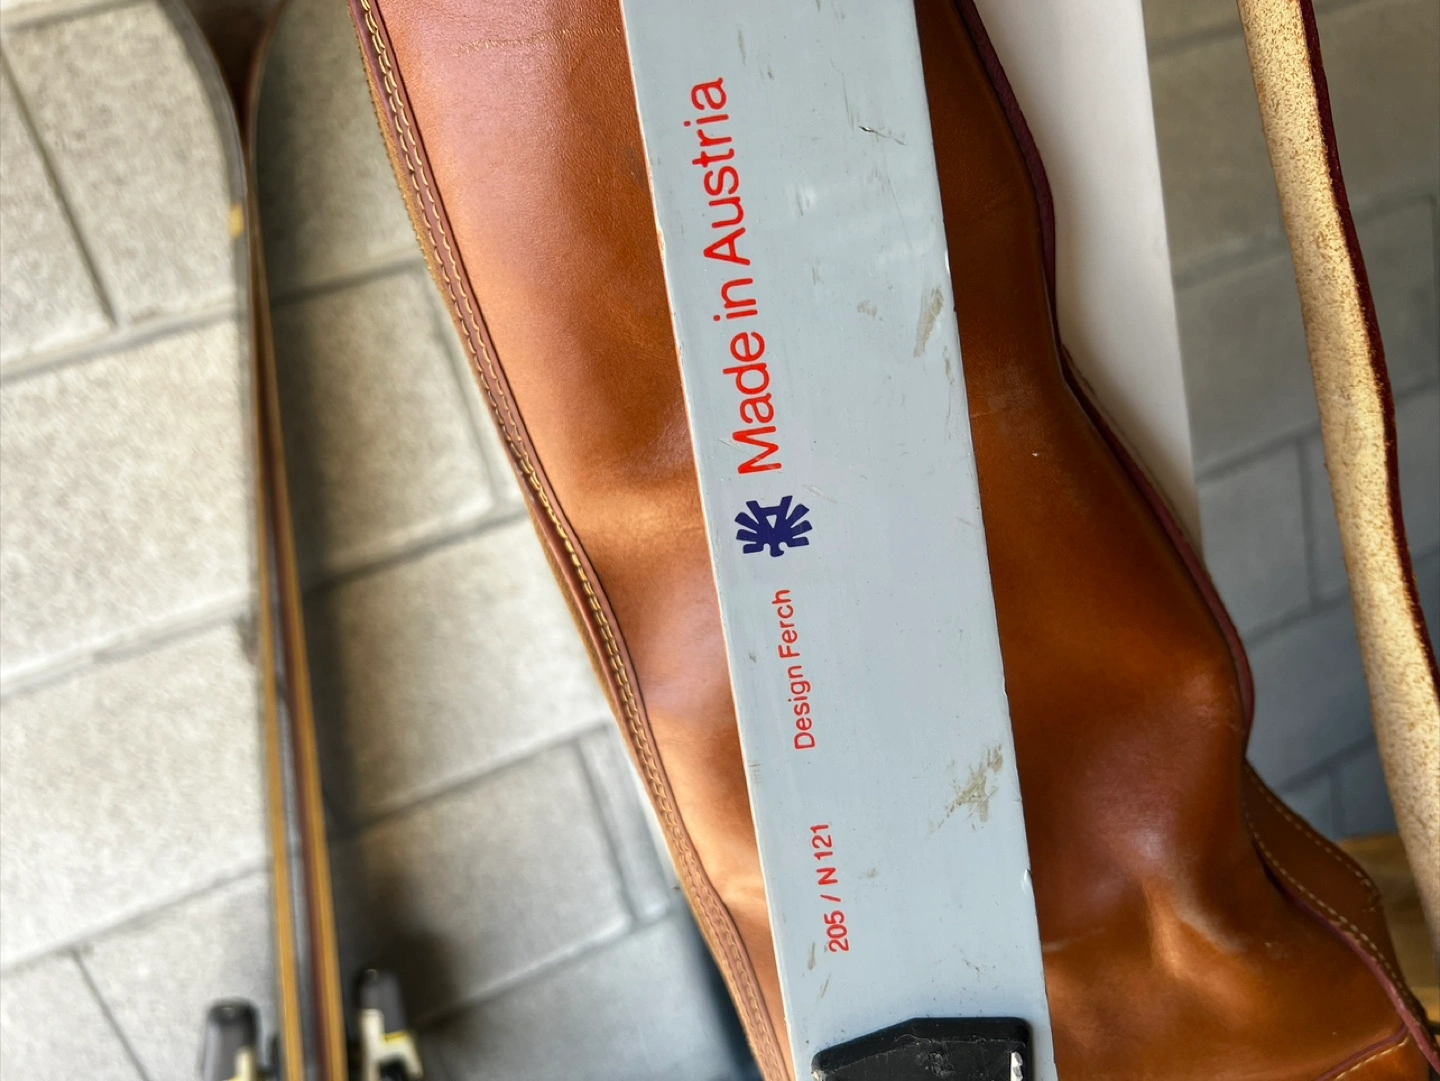 Made in Austria
Design Ferch
205 / N 121